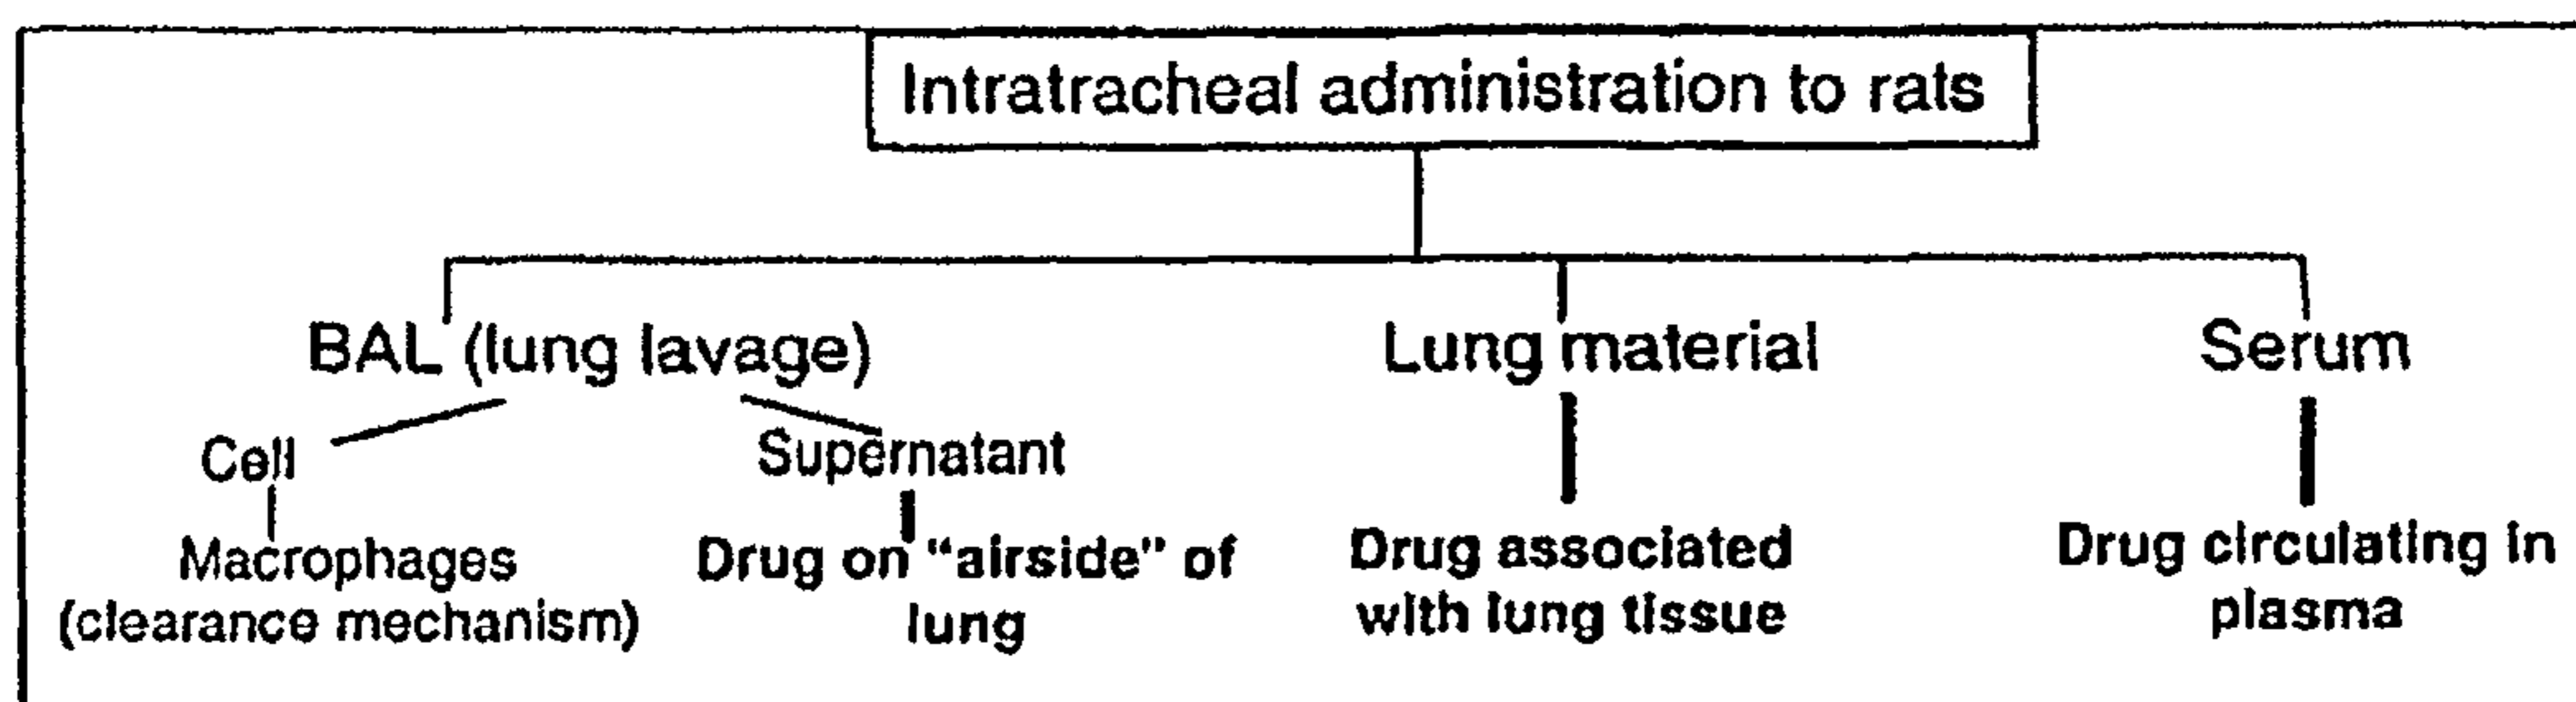 Intratracheal administration to rats
BAL (lung lavage)
Lung material
Serum
Cell
Supernatant
Macrophages
(clearance mechanism)
Drug on “airside” of
lung
Drug associated
with lung tissue
Drug circulating in
plasma